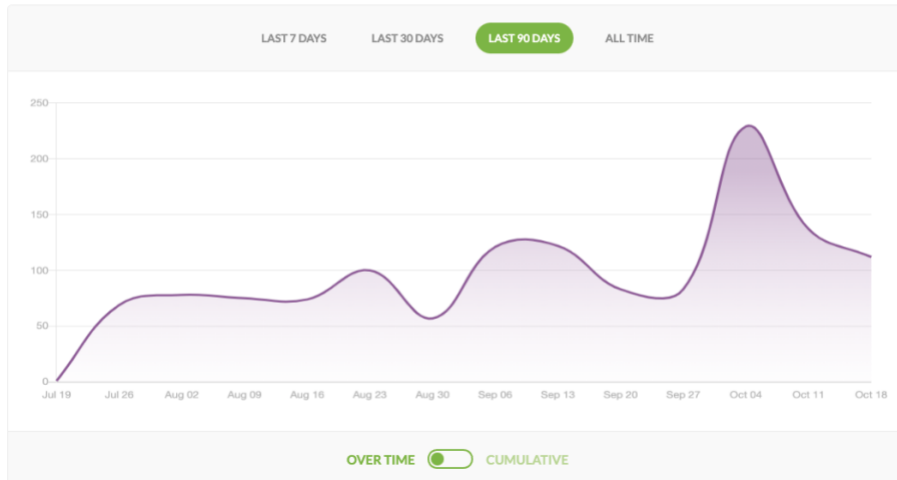 LAST 7 DAYS LAST 30 DAYS LAST 90 DAYS ALL TIME
250
200
150
100
50
0
Jul 19 Jul 26 Aug 02 Aug 09 Aug 16 Aug 23 Aug 30 Sep 06 Sep 13 Sep 20 Sep 27 Oct 04 Oct 11 Oct 18
OVER TIME CUMULATIVE